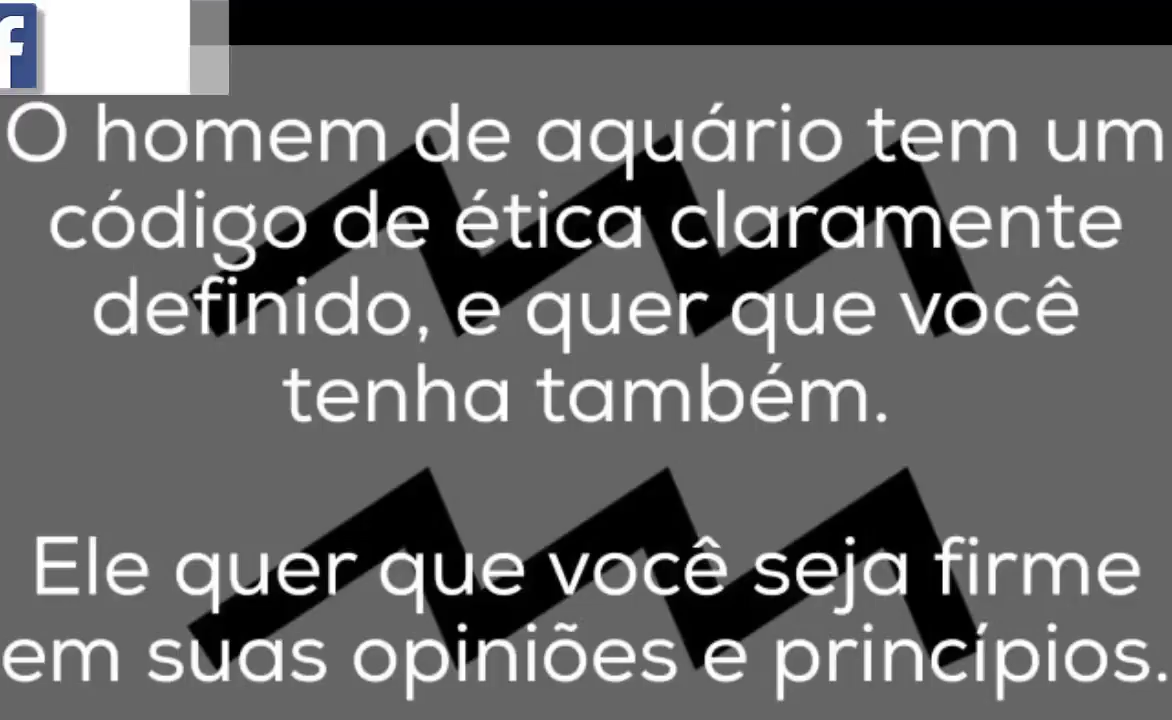 f
O homem de aquário tem um
código de ética claramente
definido, e quer que você
tenha também.
Ele quer que você seja firme
em suas opiniões e princípios.